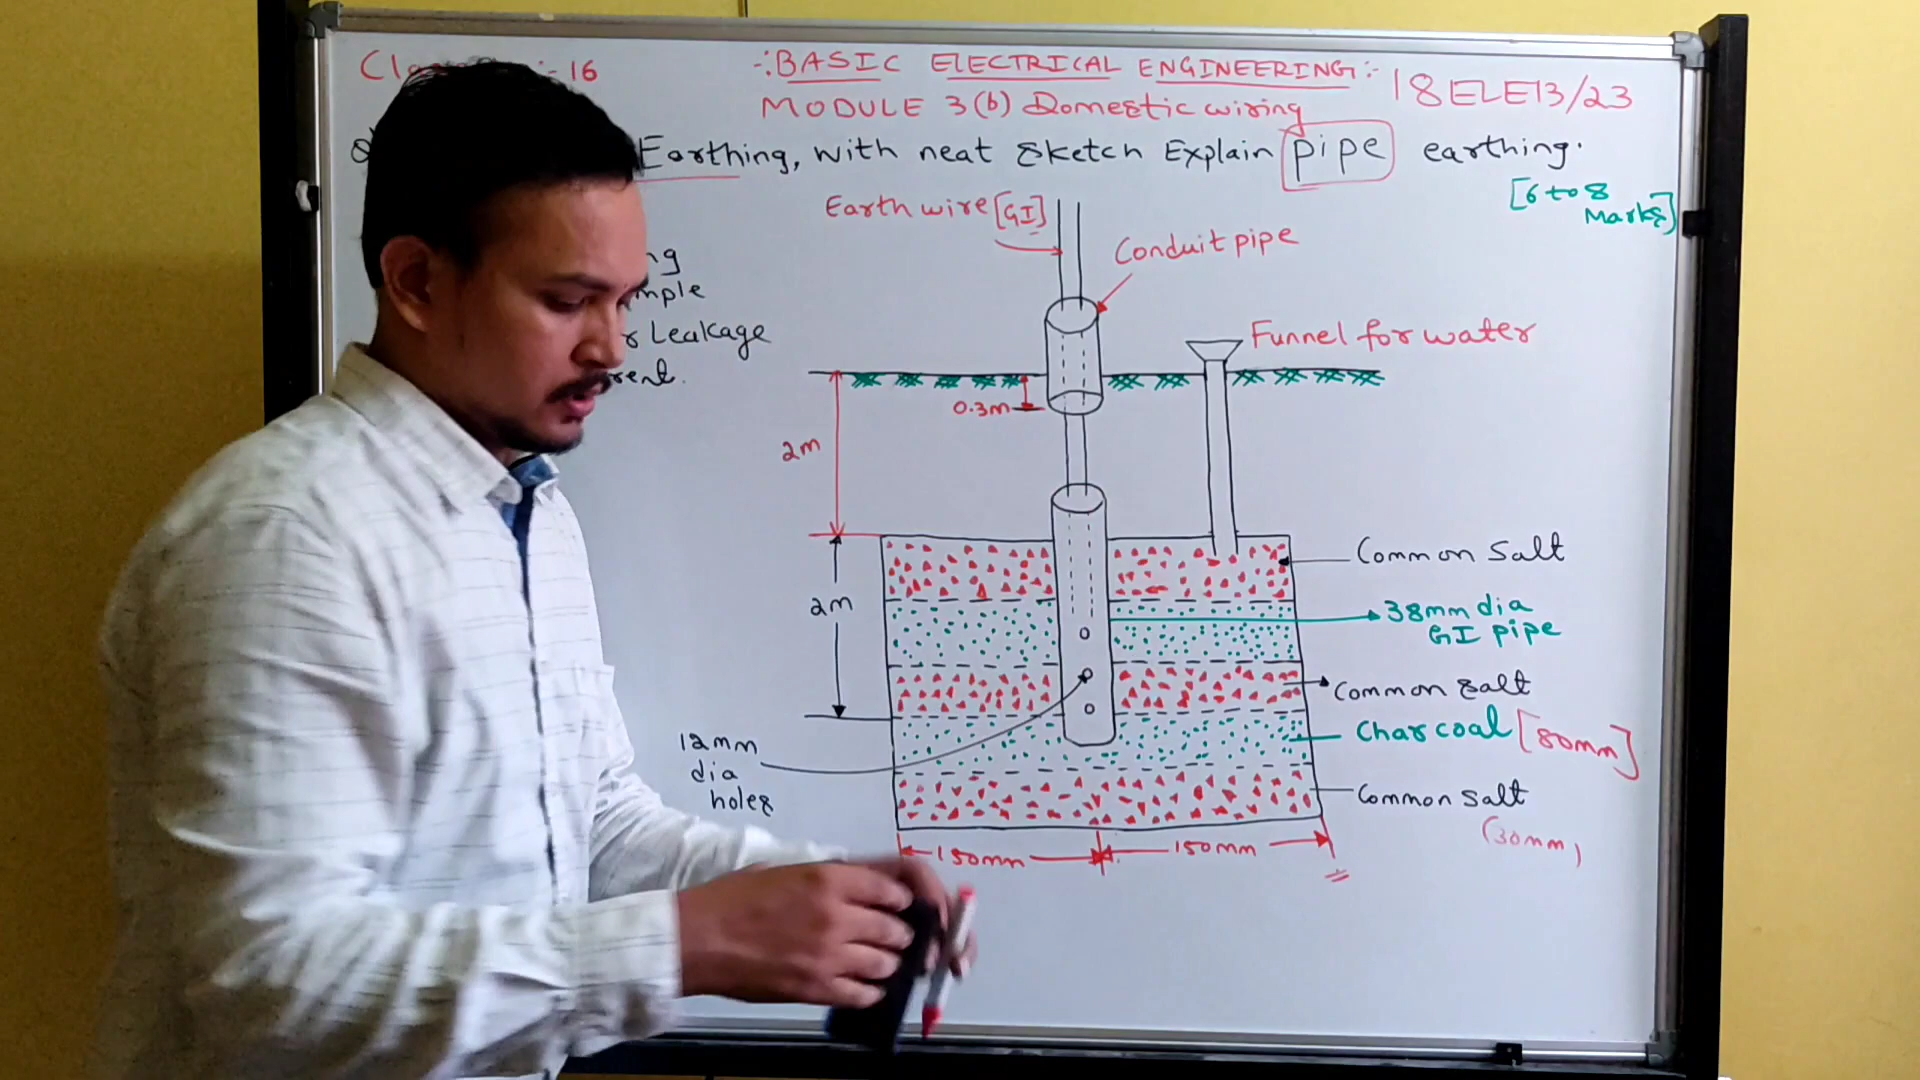 :- 16
-:BASIC ELECTRICAL ENGINEERING:-
18ELE13/23
MODULE 3(b) Domestic wiring
Earthing, with neat sketch Explain pipe earthing.
[6 to 8 Marks]
Earth wire [GI]
Conduit pipe
Leakage
Funnel for water
0.3m
2m
Common salt
2m
38mm dia
GI pipe
Common salt
Charcoal [80mm]
12mm
dia
holes
Common salt
(30mm)
150mm
150mm